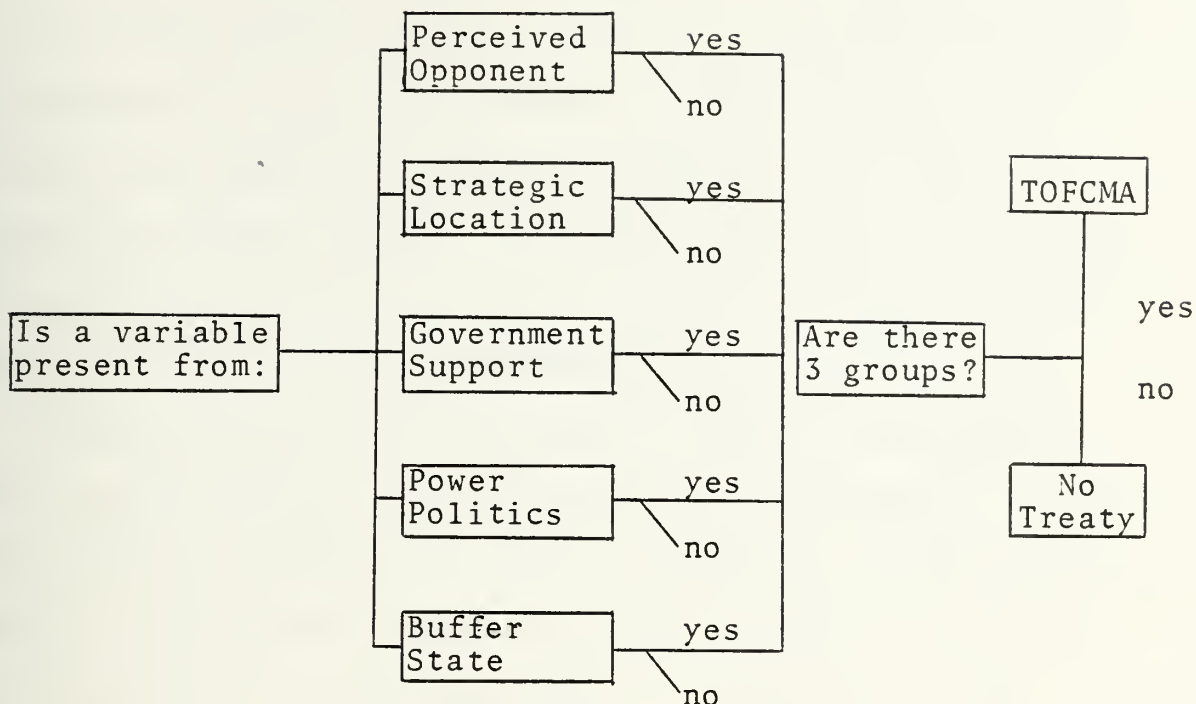 Is a variable
present from:
Perceived
Opponent
yes
no
Strategic
Location
yes
no
Government
Support
yes
no
Power
Politics
yes
no
Buffer
State
yes
no
Are there
3 groups?
TOFCMA
yes
no
No
Treaty